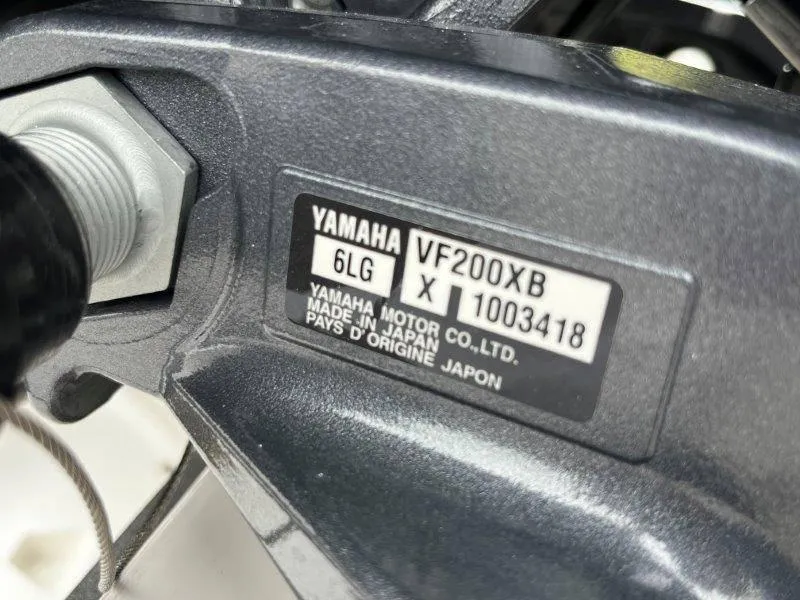 YAMAHA VF200XB
6LG X 1003418
YAMAHA MOTOR CO.,LTD.
MADE IN JAPAN
PAYS D'ORIGINE JAPON